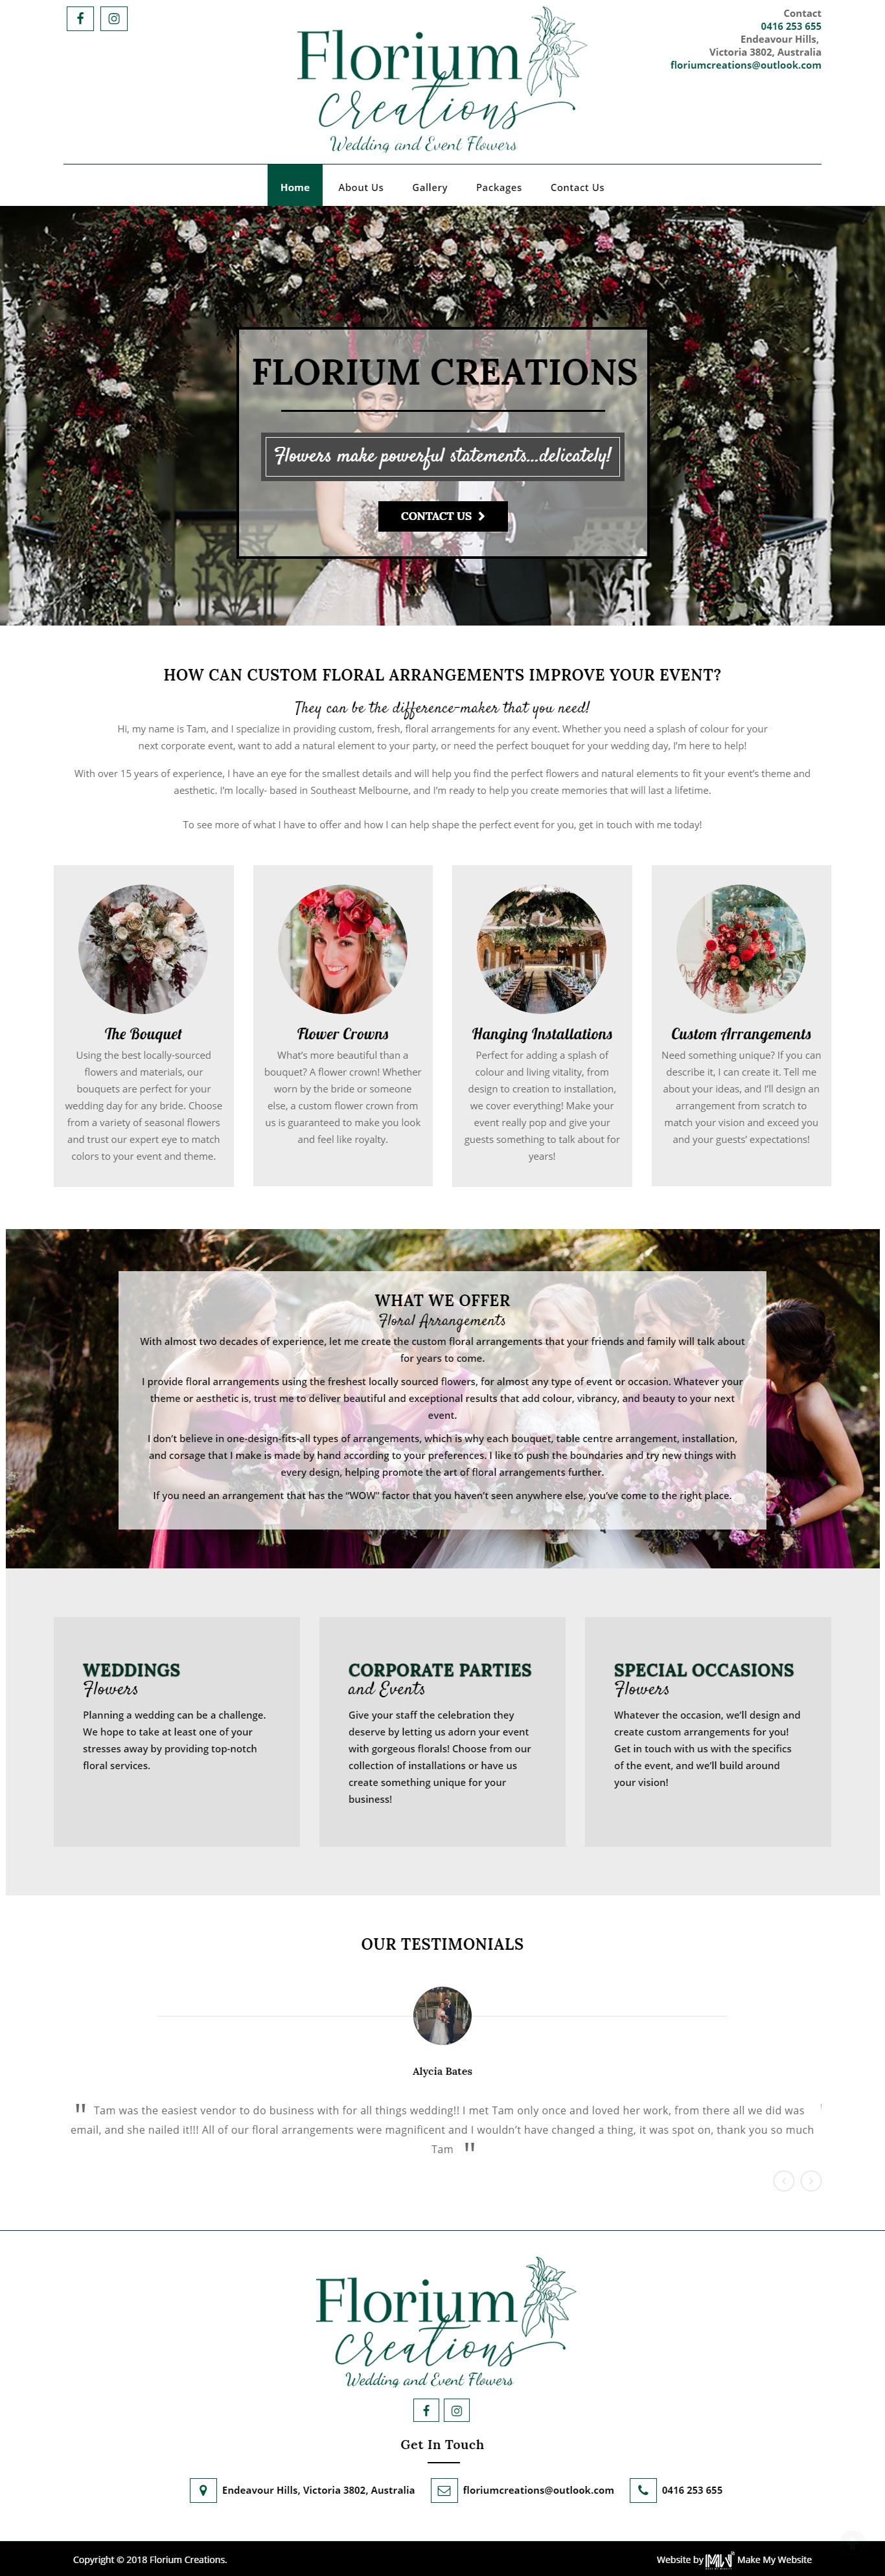 Contact
0416 253 655
Endeavour Hills,
Victoria 3802, Australia
floriumcreations@outlook.com
Florium
Creations
Wedding and Event Flowers
Home
About Us
Gallery
Packages
Contact Us
FLORIUM CREATIONS
Flowers make powerful statements...delicately!
CONTACT US
HOW CAN CUSTOM FLORAL ARRANGEMENTS IMPROVE YOUR EVENT?
They can be the difference-maker that you need!
Hi, my name is Tam, and I specialize in providing custom, fresh, floral arrangements for any event. Whether you need a splash of colour for your
next corporate event, want to add a natural element to your party, or need the perfect bouquet for your wedding day, I’m here to help!
With over 15 years of experience, I have an eye for the smallest details and will help you find the perfect flowers and natural elements to fit your event’s theme and
aesthetic. I’m locally- based in Southeast Melbourne, and I’m ready to help you create memories that will last a lifetime.
To see more of what I have to offer and how I can help shape the perfect event for you, get in touch with me today!
The Bouquet
Using the best locally-sourced
flowers and materials, our
bouquets are perfect for your
wedding day for any bride. Choose
from a variety of seasonal flowers
and trust our expert eye to match
colors to your event and theme.
Flower Crowns
What’s more beautiful than a
bouquet? A flower crown! Whether
worn by the bride or someone
else, a custom flower crown from
us is guaranteed to make you look
and feel like royalty.
Hanging Installations
Perfect for adding a splash of
colour and living vitality, from
design to creation to installation,
we cover everything! Make your
event really pop and give your
guests something to talk about for
years!
Custom Arrangements
Need something unique? If you can
describe it, I can create it. Tell me
about your ideas, and I’ll design an
arrangement from scratch to
match your vision and exceed you
and your guests’ expectations!
WHAT WE OFFER
Floral Arrangements
With almost two decades of experience, let me create the custom floral arrangements that your friends and family will talk about
for years to come.
I provide floral arrangements using the freshest locally sourced flowers, for almost any type of event or occasion. Whatever your
theme or aesthetic is, trust me to deliver beautiful and exceptional results that add colour, vibrancy, and beauty to your next
event.
I don’t believe in one-design-fits-all types of arrangements, which is why each bouquet, table centre arrangement, installation,
and corsage that I make is made by hand according to your preferences. I like to push the boundaries and try new things with
every design, helping promote the art of floral arrangements further.
If you need an arrangement that has the “WOW” factor that you haven’t seen anywhere else, you’ve come to the right place.
WEDDINGS
Flowers
Planning a wedding can be a challenge.
We hope to take at least one of your
stresses away by providing top-notch
floral services.
CORPORATE PARTIES
and Events
Give your staff the celebration they
deserve by letting us adorn your event
with gorgeous florals! Choose from our
collection of installations or have us
create something unique for your
business!
SPECIAL OCCASIONS
Flowers
Whatever the occasion, we’ll design and
create custom arrangements for you!
Get in touch with us with the specifics
of the event, and we’ll build around
your vision!
OUR TESTIMONIALS
Alycia Bates
" Tam was the easiest vendor to do business with for all things wedding!! I met Tam only once and loved her work, from there all we did was
email, and she nailed it!!! All of our floral arrangements were magnificent and I wouldn’t have changed a thing, it was spot on, thank you so much
Tam "
Florium
Creations
Wedding and Event Flowers
Get In Touch
Endeavour Hills, Victoria 3802, Australia
floriumcreations@outlook.com
0416 253 655
Copyright © 2018 Florium Creations.
Website by MMW Make My Website